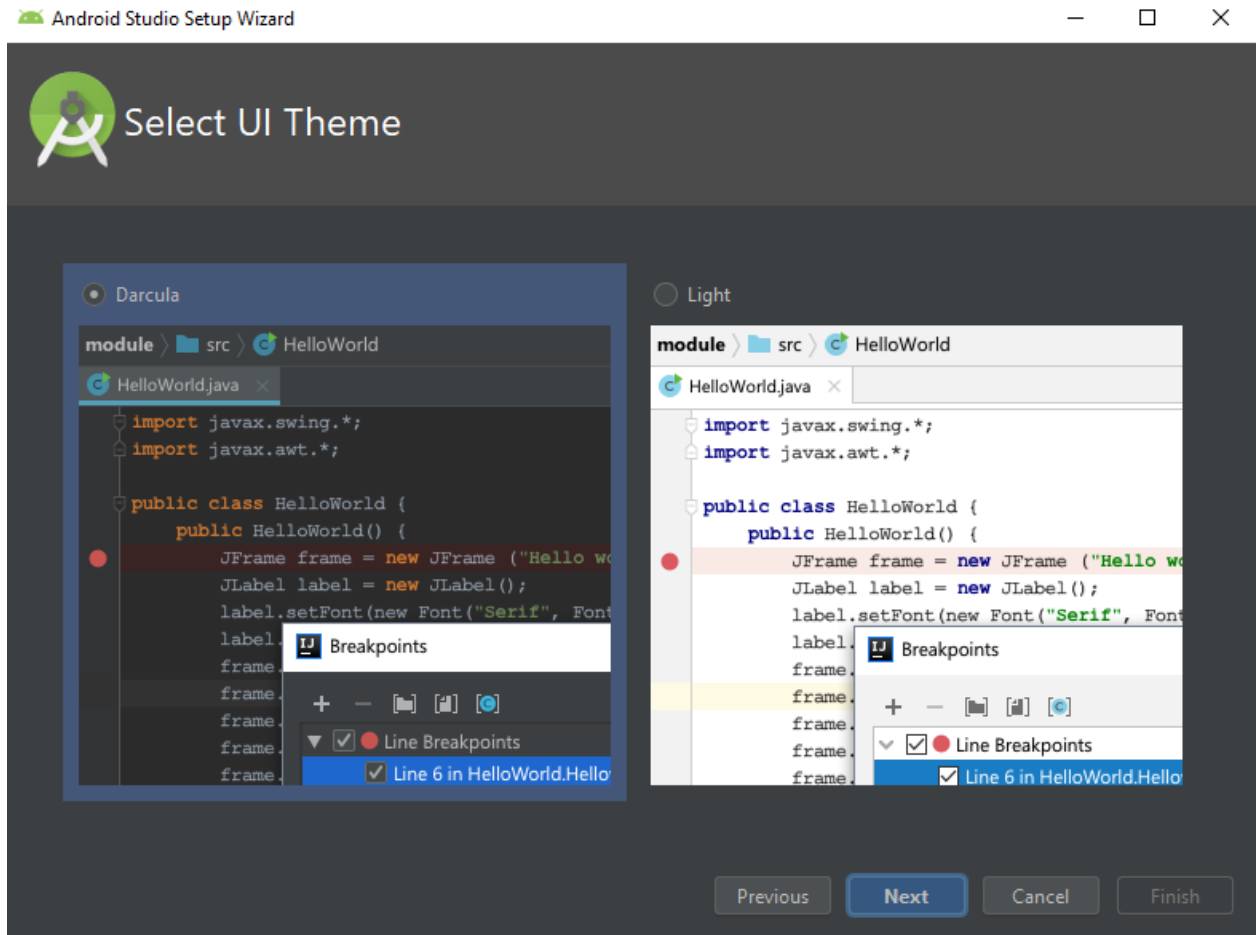 Android Studio Setup Wizard
Select UI Theme
Darcula
module src HelloWorld
HelloWorld.java
import javax.swing.*;
import javax.awt.*;
public class HelloWorld {
public HelloWorld() {
JFrame frame = new JFrame ("Hello
JLabel label = new JLabel();
label.setFont(new Font("Serif", Font
label.
frame.
frame.
frame.
frame.
frame.
Breakpoints
Line Breakpoints
Line 6 in HelloWorld.Hello
Light
module src HelloWorld
HelloWorld.java
import javax.swing.*;
import javax.awt.*;
public class HelloWorld {
public HelloWorld() {
JFrame frame = new JFrame ("Hello
JLabel label = new JLabel();
label.setFont(new Font("Serif", Font
label.
frame.
frame.
frame.
frame.
frame.
Breakpoints
Line Breakpoints
Line 6 in HelloWorld.Hello
Previous Next Cancel Finish